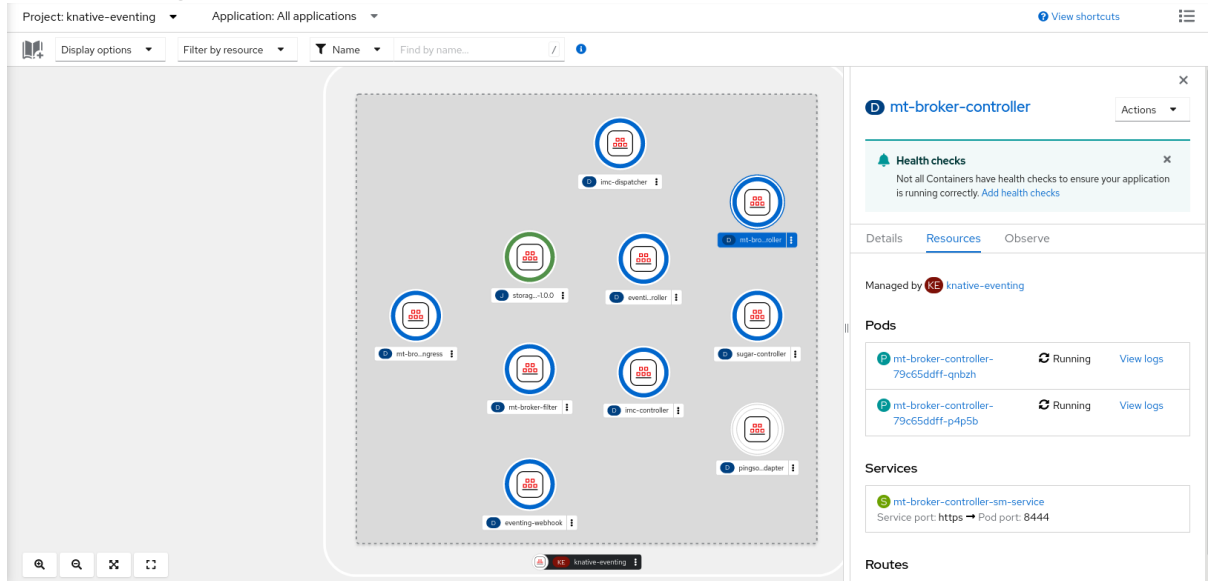 Project: knative-eventing
Application: All applications
View shortcuts
Display options
Filter by resource
Name
Find by name...
/
mt-broker-controller
D
Actions
Health checks
Not all Containers have health checks to ensure your application
is running correctly. Add health checks
Details
Resources
Observe
Managed by KE knative-eventing
Pods
P mt-broker-controller-
79c65ddff-qnbzh
Running
View logs
P mt-broker-controller-
79c65ddff-p4p5b
Running
View logs
Services
S mt-broker-controller-sm-service
Service port: https → Pod port: 8444
Routes
D imc-dispatcher
D mt-bro...roller
J storag...-1.0.0
D eventi...roller
D mt-bro...ngress
D sugar-controller
D mt-broker-filter
D imc-controller
D pingso...dapter
D eventing-webhook
KE knative-eventing